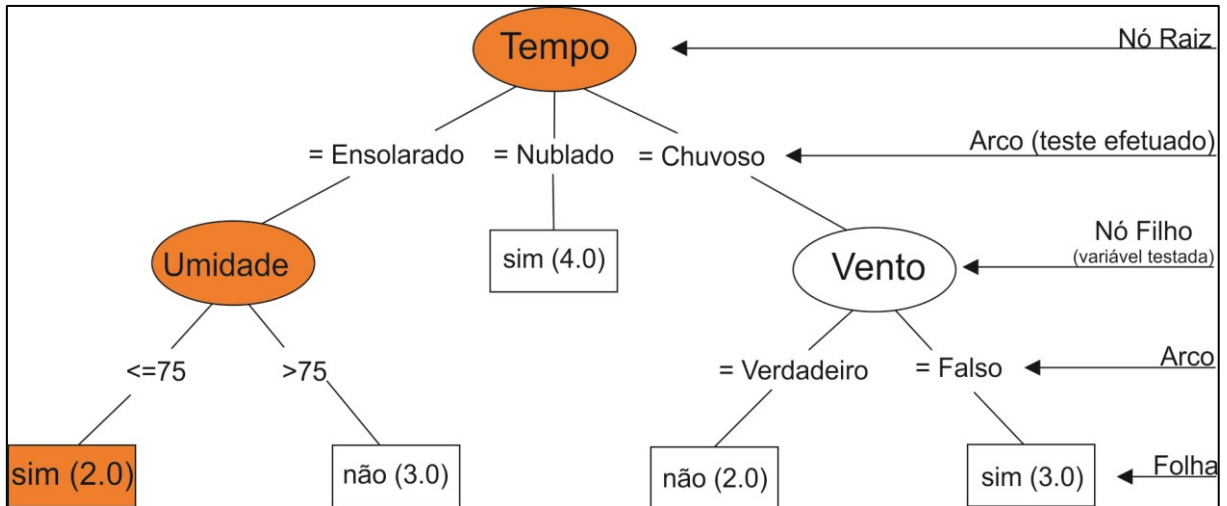 Tempo
Nó Raiz
= Ensolarado
= Nublado
= Chuvoso
Arco (teste efetuado)
Umidade
sim (4.0)
Vento
Nó Filho
(variável testada)
<=75
>75
= Verdadeiro
= Falso
Arco
sim (2.0)
não (3.0)
não (2.0)
sim (3.0)
Folha